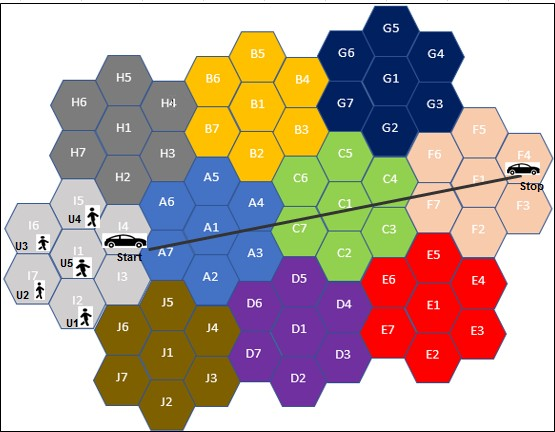 G5
G6
G4
B5
G1
H5
B6
B4
H6
H4
B1
G7
G3
H1
B7
B3
G2
F5
H7
H3
B2
C5
F6
F4
H2
A5
C6
C4
F1
Stop
I5
A6
A4
C1
F7
F3
U4
I6
I4
A1
C7
C3
F2
U3
I1
Start
A7
A3
C2
E5
U5
I7
I3
A2
D5
E6
E4
U2
I2
J5
D6
D4
E1
U1
J6
J4
D1
E7
E3
J1
D7
D3
E2
J7
J3
D2
J2